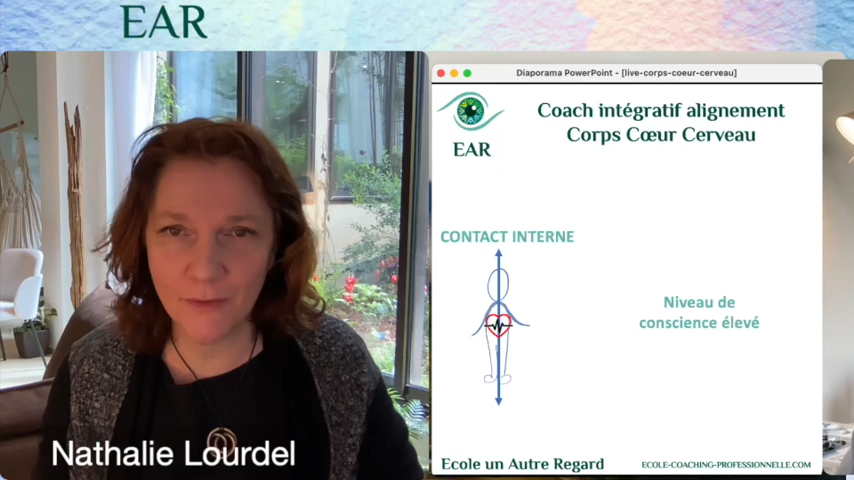 EAR
Diaporama PowerPoint - [live-corps-coeur-cerveau]
EAR
Coach intégratif alignement
Corps Cœur Cerveau
CONTACT INTERNE
Niveau de
conscience élevé
Nathalie Lourdel
Ecole un Autre Regard
ECOLE-COACHING-PROFESSIONNELLE.COM